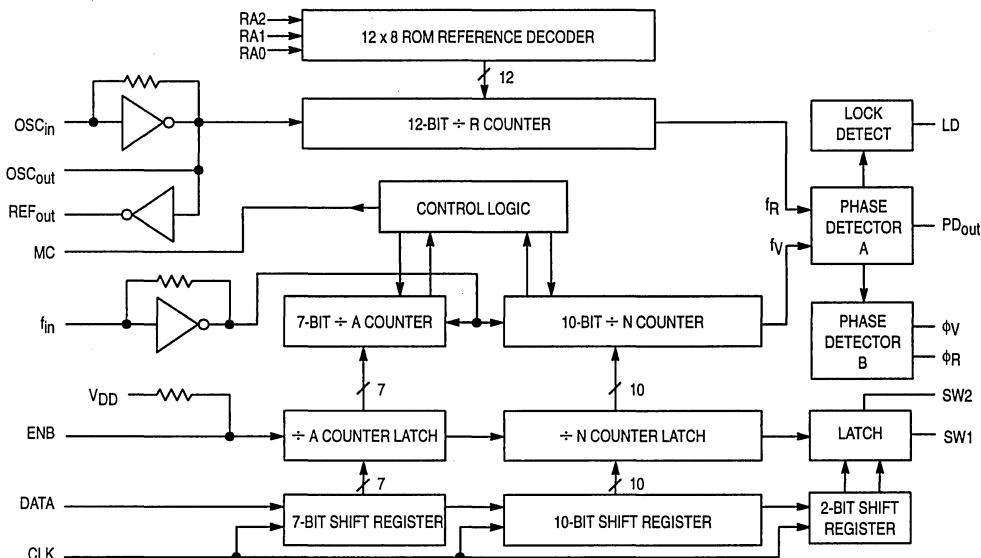 RA2
RA1
RA0
12 x 8 ROM REFERENCE DECODER
12
OSCin
12-BIT ÷ R COUNTER
LOCK
DETECT
LD
OSCout
REFout
CONTROL LOGIC
fR
PHASE
DETECTOR
A
PDout
MC
fV
fin
7-BIT ÷ A COUNTER
10-BIT ÷ N COUNTER
PHASE
DETECTOR
B
ϕV
ϕR
7
10
VDD
SW2
ENB
÷ A COUNTER LATCH
÷ N COUNTER LATCH
LATCH
SW1
7
10
DATA
7-BIT SHIFT REGISTER
10-BIT SHIFT REGISTER
2-BIT SHIFT
REGISTER
CLK